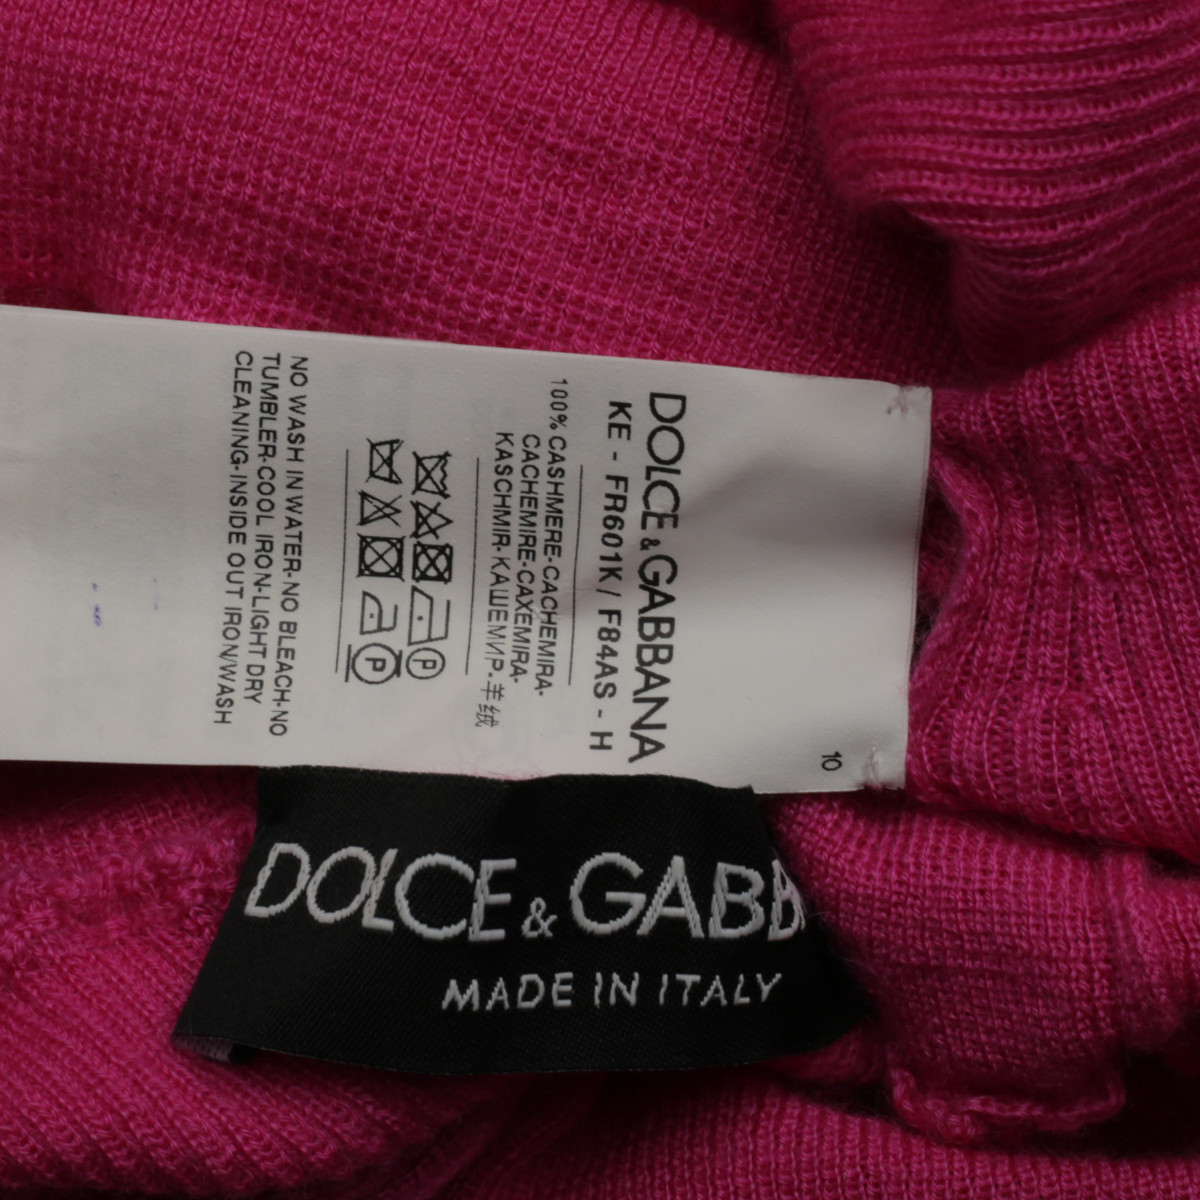 DOLCE & GABBANA
KE - FR601K / F84AS - H
100% CASHMERE-CACHEMIRA-
CACHEMIRE-CAXEMIRA-
KASCHMIR-КАШЕМИР-羊绒
P
P
NO WASH IN WATER-NO BLEACH-NO
TUMBLER-COOL IRON-LIGHT DRY
CLEANING-INSIDE OUT IRON/WASH
10
DOLCE & GABB
MADE IN ITALY